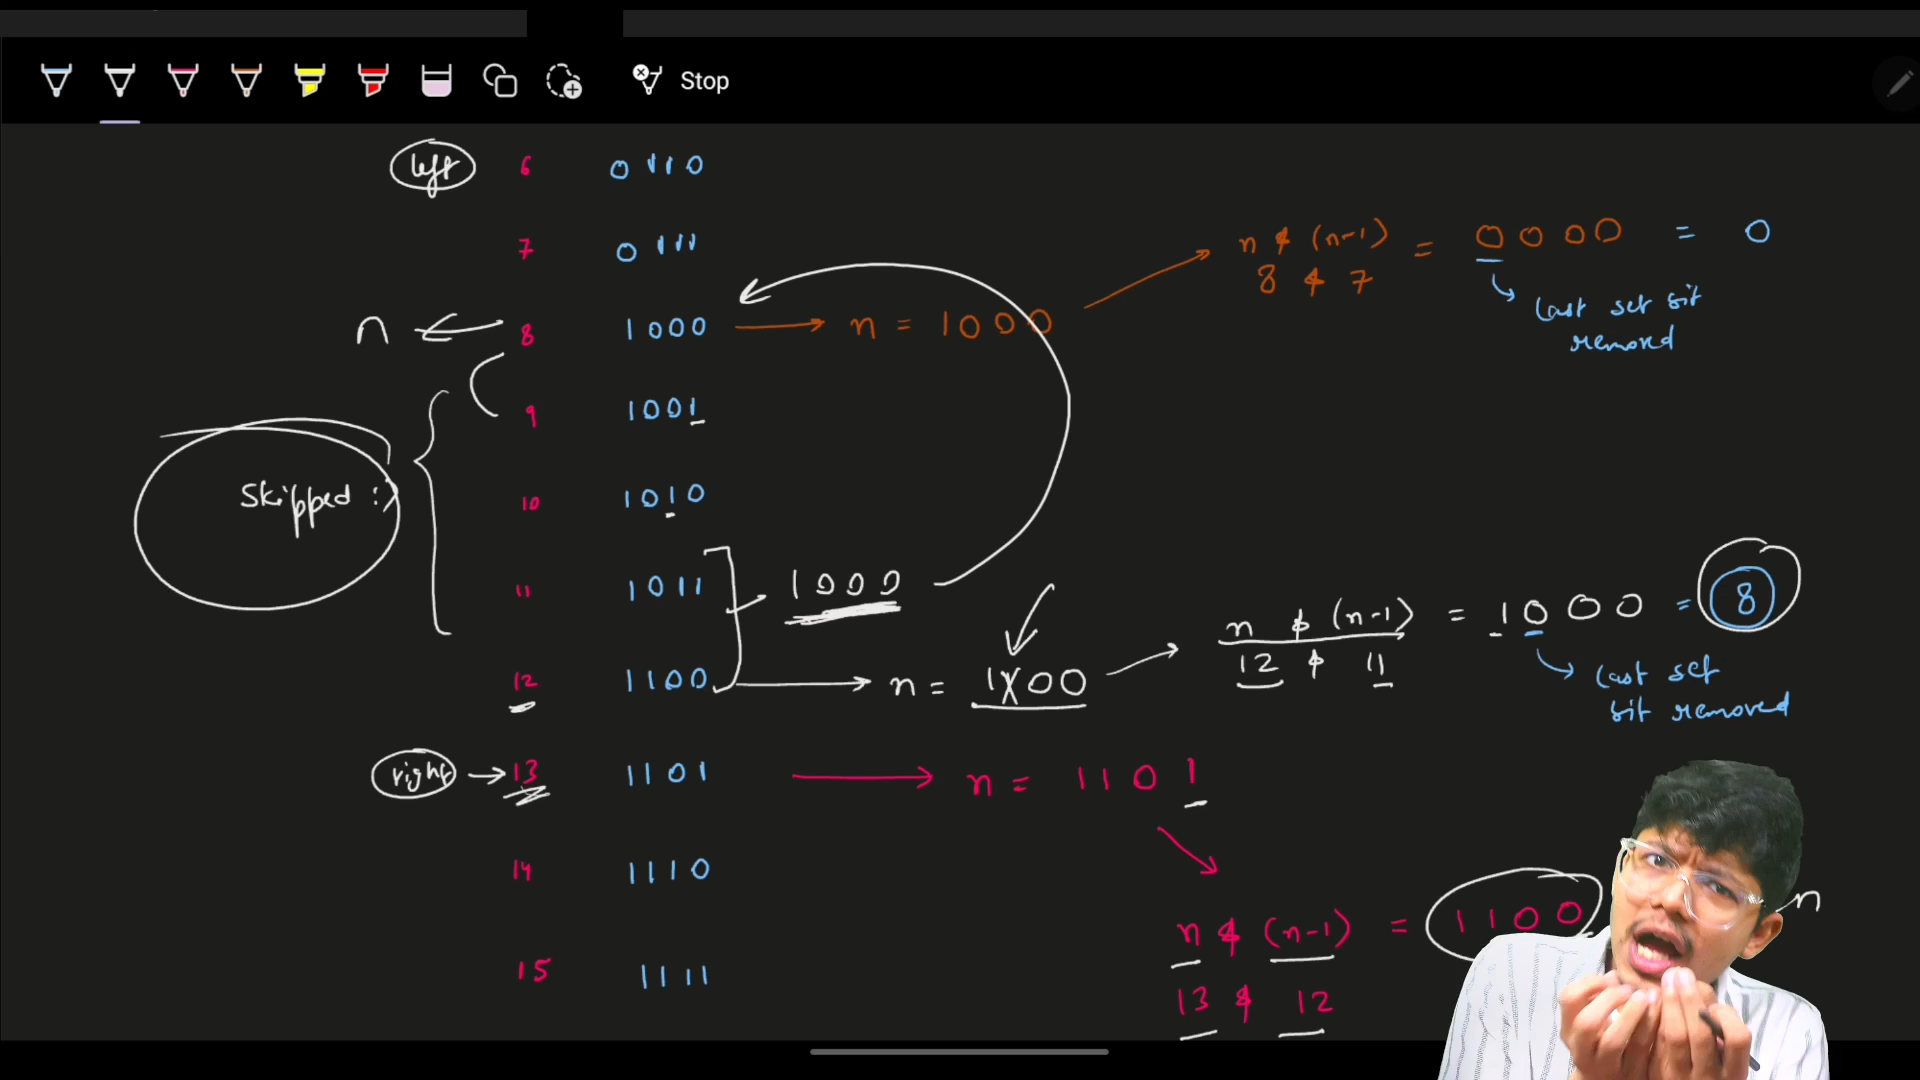 Stop
left 6 0110
7 0111
n & (n-1) = 0000 = 0
8 & 7
last set bit
removed
n ← 8 1000 → n = 1000
9 1001
Skipped :)
10 1010
11 1011 1000
n & (n-1) = 1000 = 8
12 & 11
12 1100 → n = 1100
last set
bit removed
right → 13 1101 → n = 1101
14 1110
n & (n-1) = 1100 n
15 1111
13 & 12